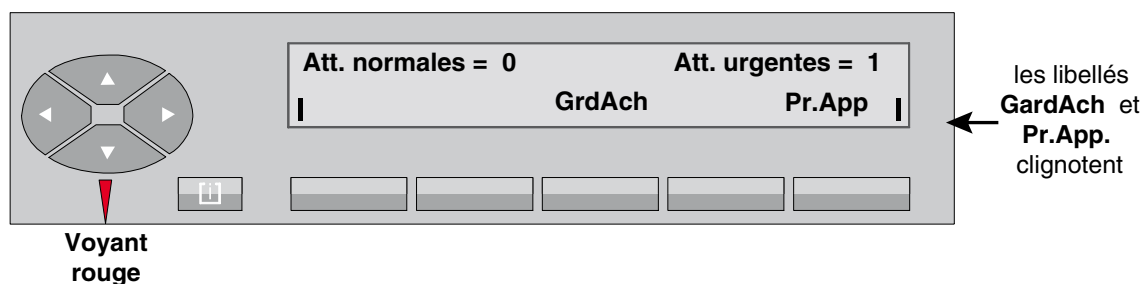 Att. normales = 0 Att. urgentes = 1
GrdAch Pr.App
les libellés
GardAch et
Pr.App.
clignotent
[i]
Voyant
rouge